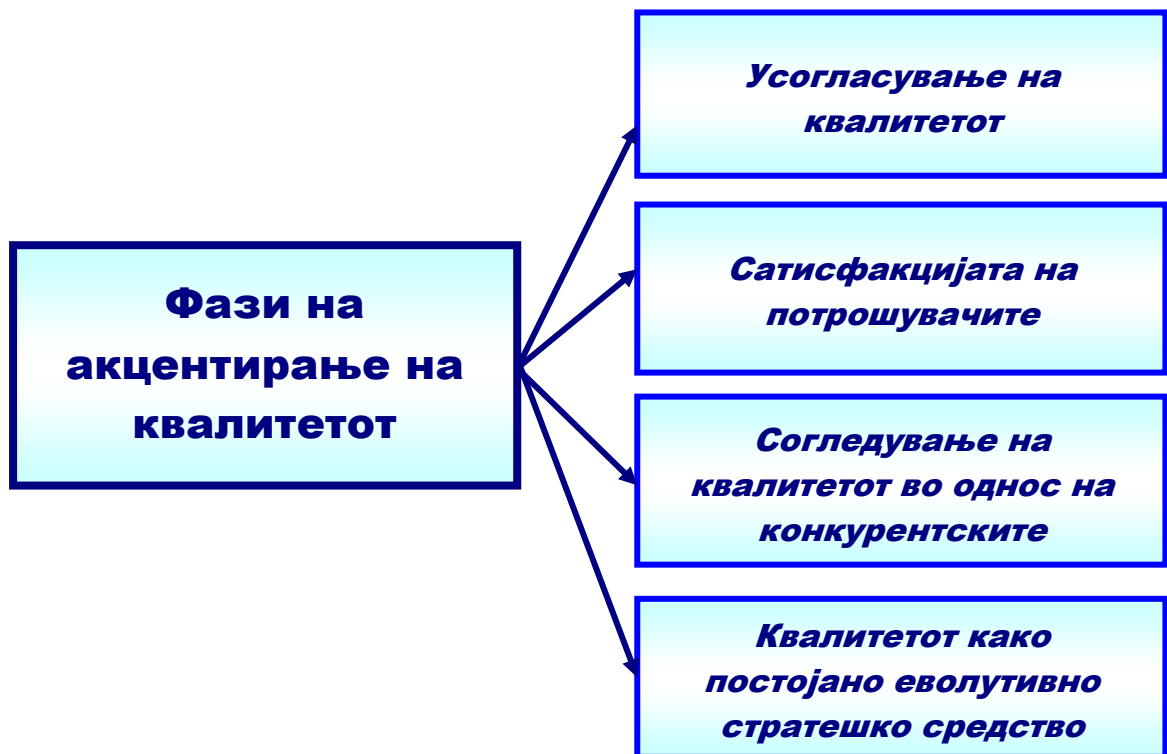 Фази на
акцентирање на
квалитетот
Усогласување на
квалитетот
Сатисфакцијата на
потрошувачите
Согледување на
квалитетот во однос на
конкурентските
Квалитетот како
постојано еволутивно
стратешко средство